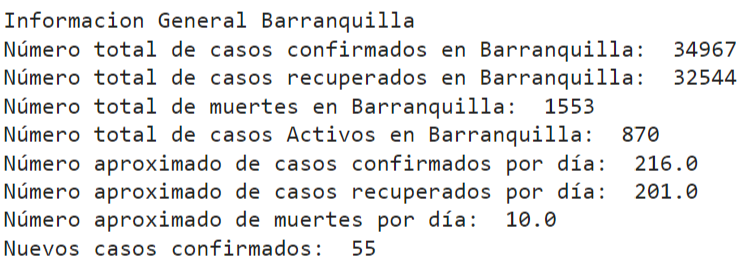 Informacion General Barranquilla
Número total de casos confirmados en Barranquilla:  34967
Número total de casos recuperados en Barranquilla:  32544
Número total de muertes en Barranquilla:  1553
Número total de casos Activos en Barranquilla:  870
Número aproximado de casos confirmados por día:  216.0
Número aproximado de casos recuperados por día:  201.0
Número aproximado de muertes por día:  10.0
Nuevos casos confirmados:  55